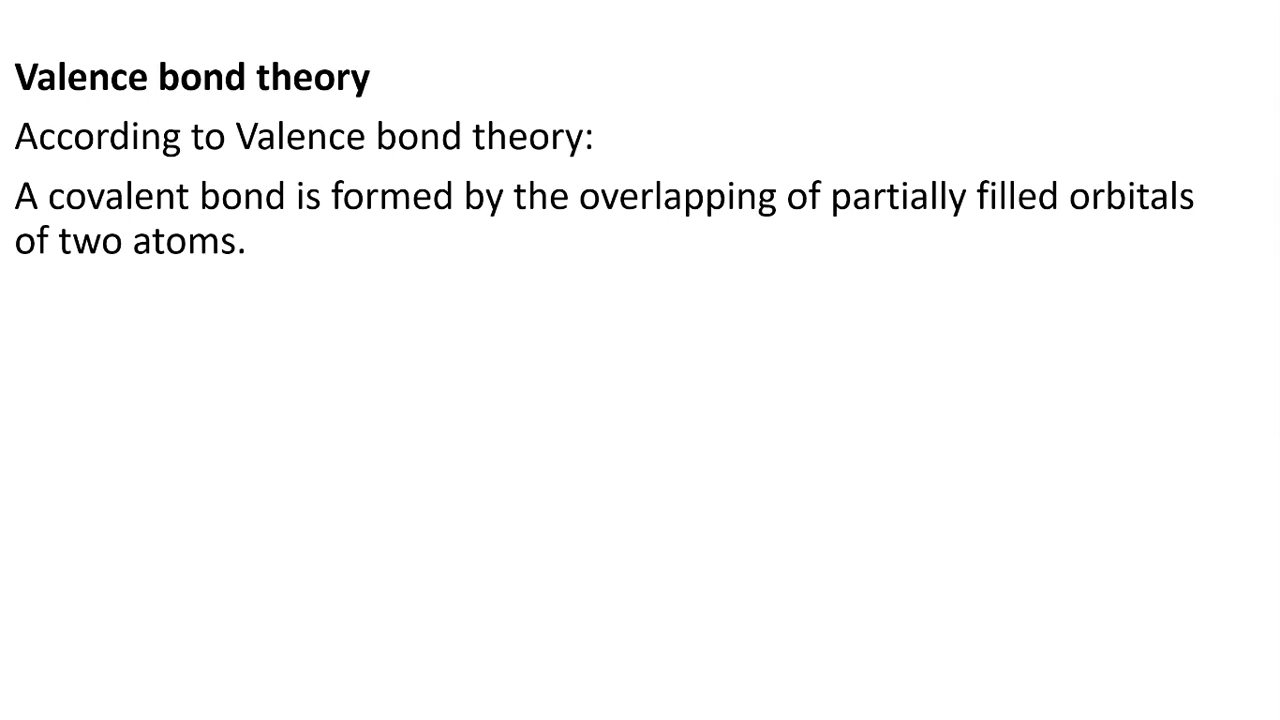 Valence bond theory
According to Valence bond theory:
A covalent bond is formed by the overlapping of partially filled orbitals
of two atoms.